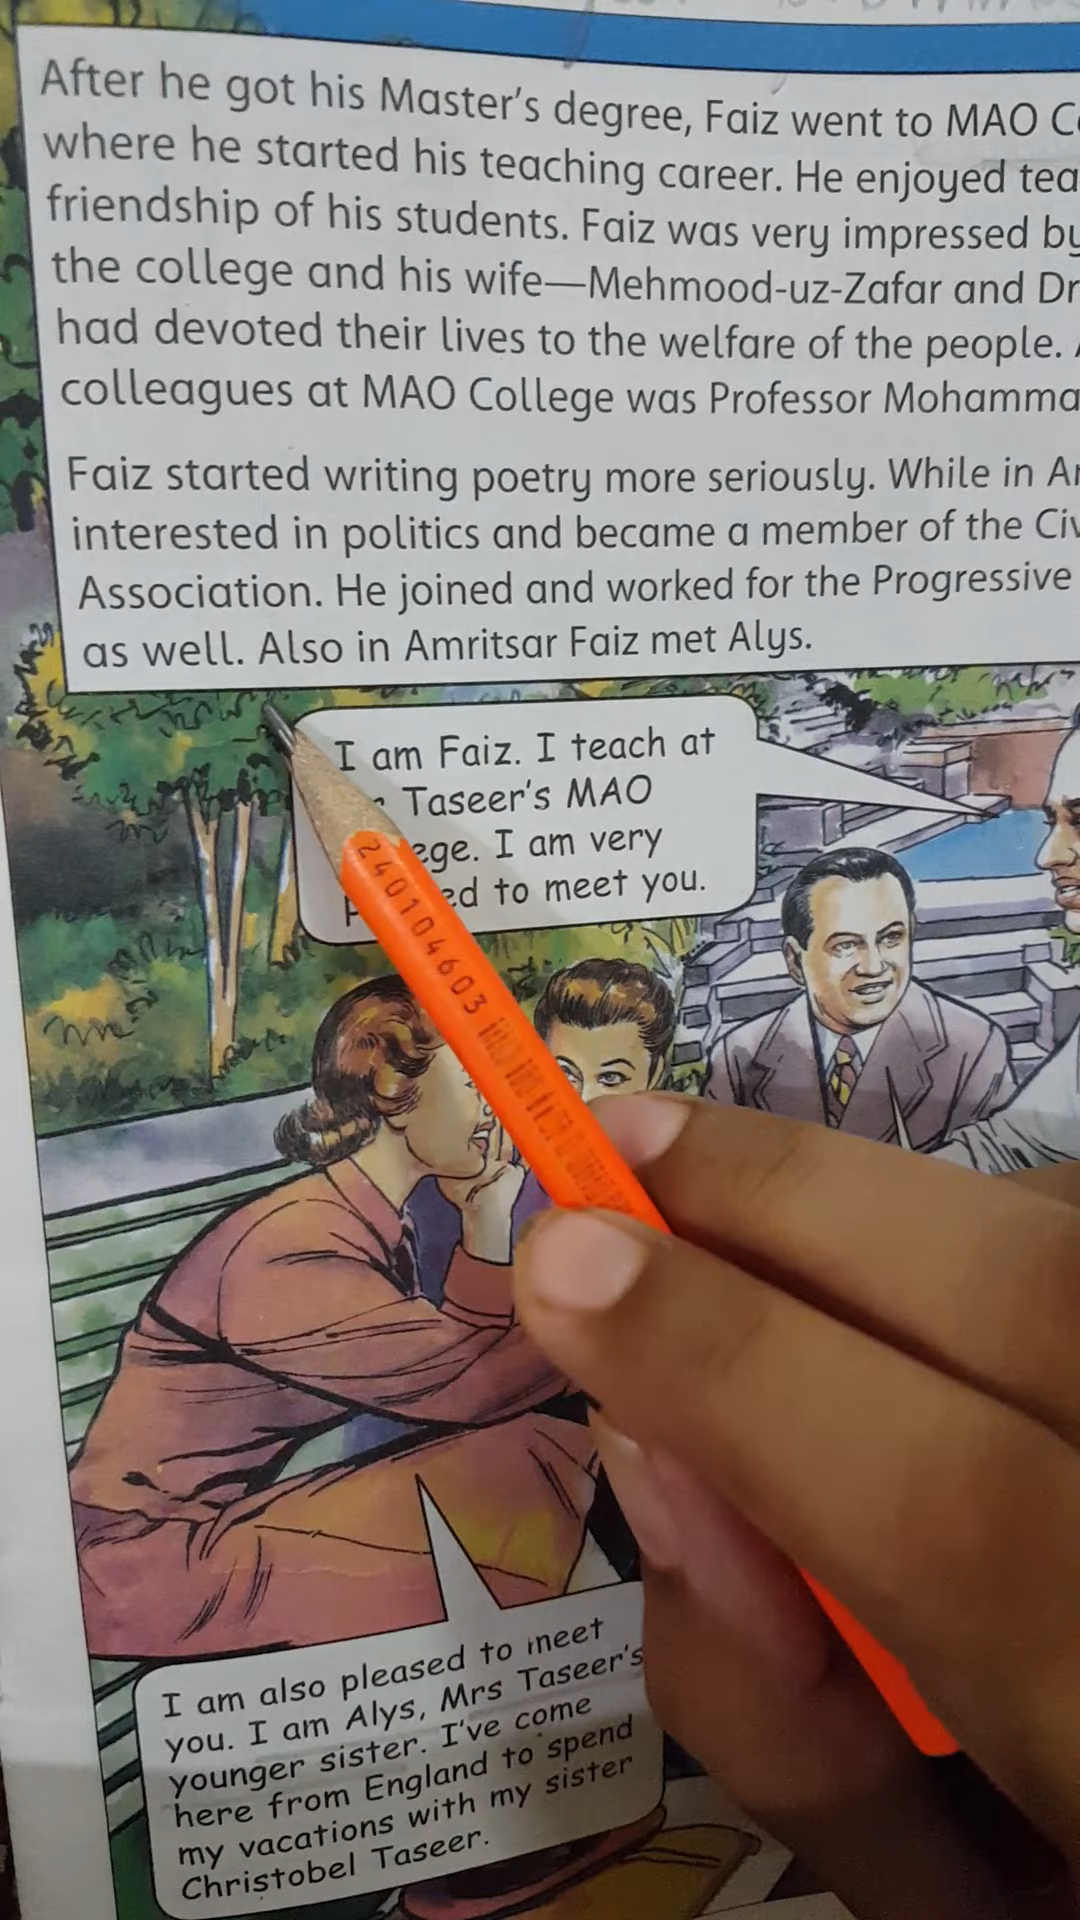 After he got his Master's degree, Faiz went to MAO
where he started his teaching career. He enjoyed
friendship of his students. Faiz was very impressed by
the college and his wife—Mehmood-uz-Zafar and Dr
had devoted their lives to the welfare of the people.
colleagues at MAO College was Professor
Faiz started writing poetry more seriously. While in
interested in politics and became a member of the
Association. He joined and worked for the Progressive
as well. Also in Amritsar Faiz met Alys.
I am Faiz. I teach at
Taseer's MAO
ege. I am very
ed to meet you.
240104603
I am also pleased to meet
you. I am Alys, Mrs Taseer's
younger sister. I've come
here from England to spend
my vacations with my sister
Christobel Taseer.